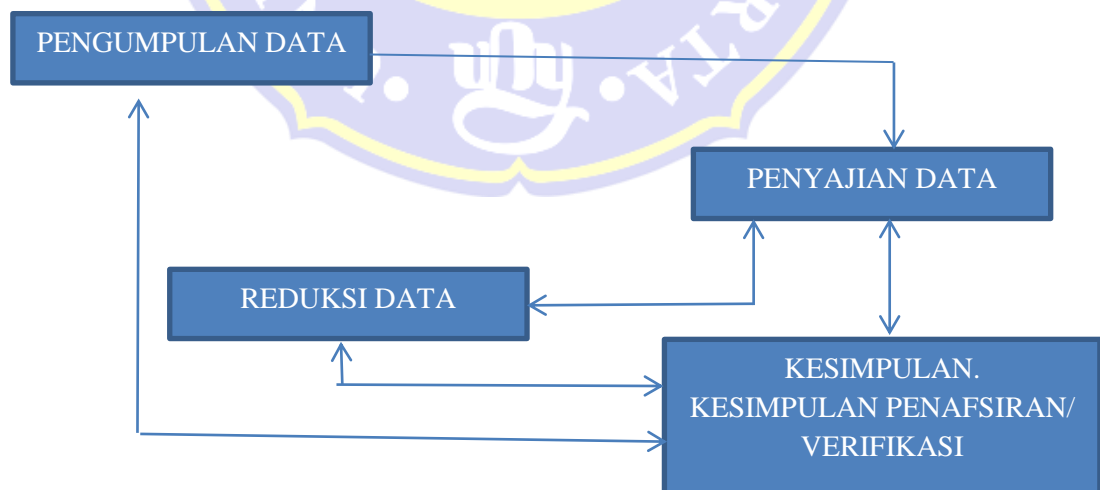 PENGUMPULAN DATA
PENYAJIAN DATA
REDUKSI DATA
KESIMPULAN.
KESIMPULAN PENAFSIRAN/
VERIFIKASI